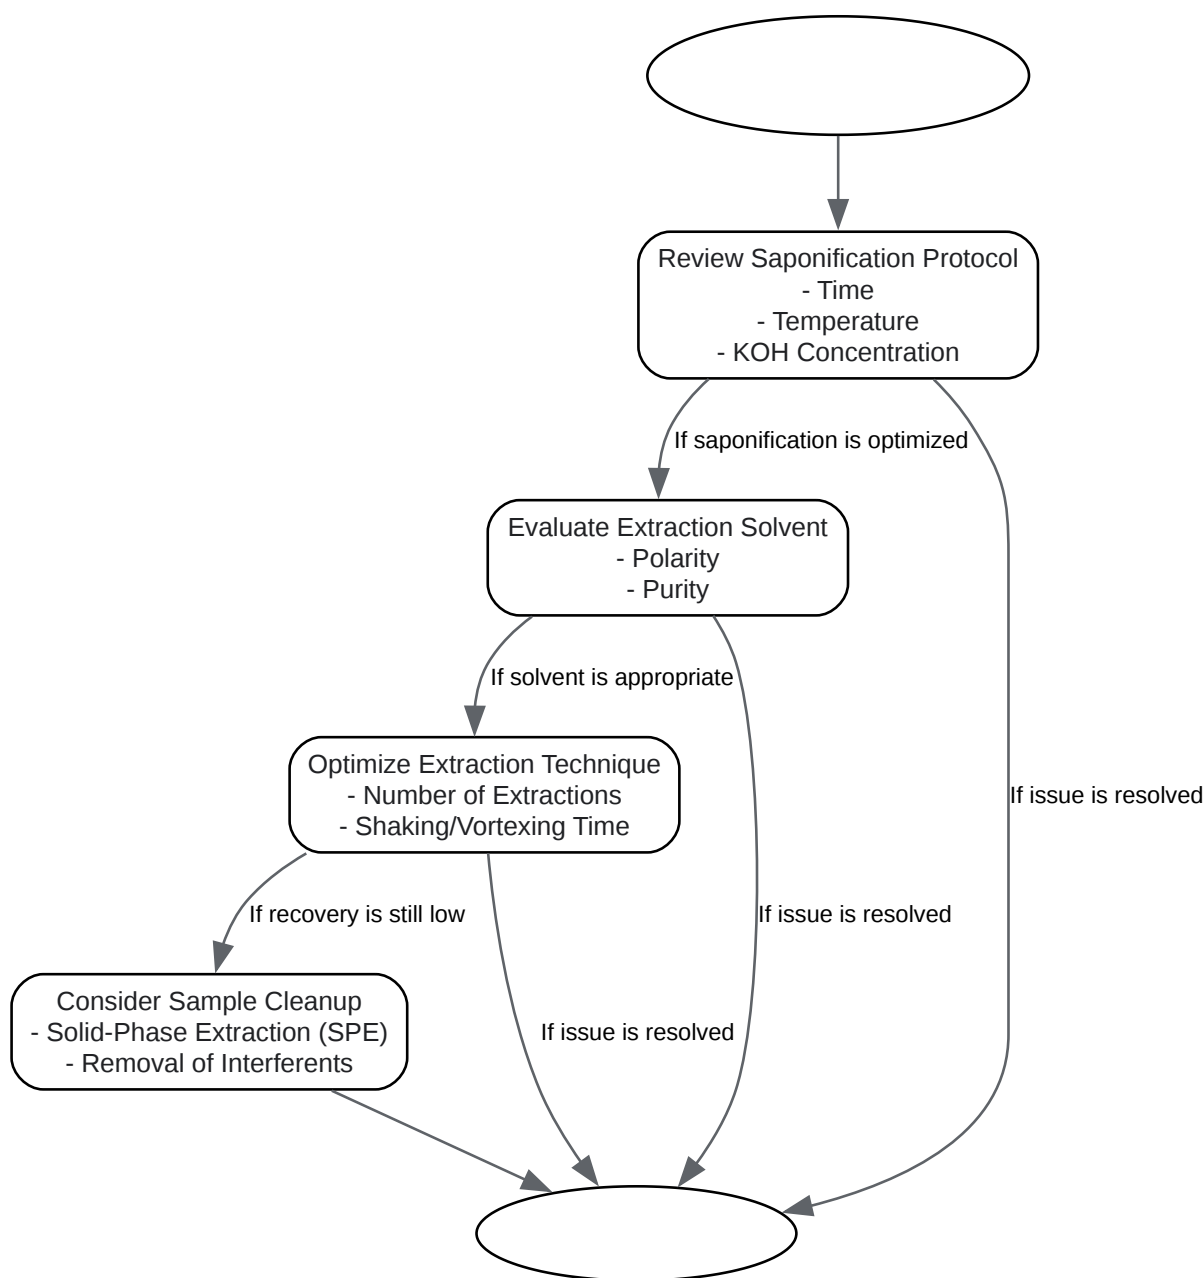 Review Saponification Protocol
- Time
- Temperature
- KOH Concentration
If saponification is optimized
Evaluate Extraction Solvent
- Polarity
- Purity
If solvent is appropriate
Optimize Extraction Technique
- Number of Extractions
- Shaking/Vortexing Time
If issue is resolved
If recovery is still low
If issue is resolved
Consider Sample Cleanup
- Solid-Phase Extraction (SPE)
- Removal of Interferents
If issue is resolved